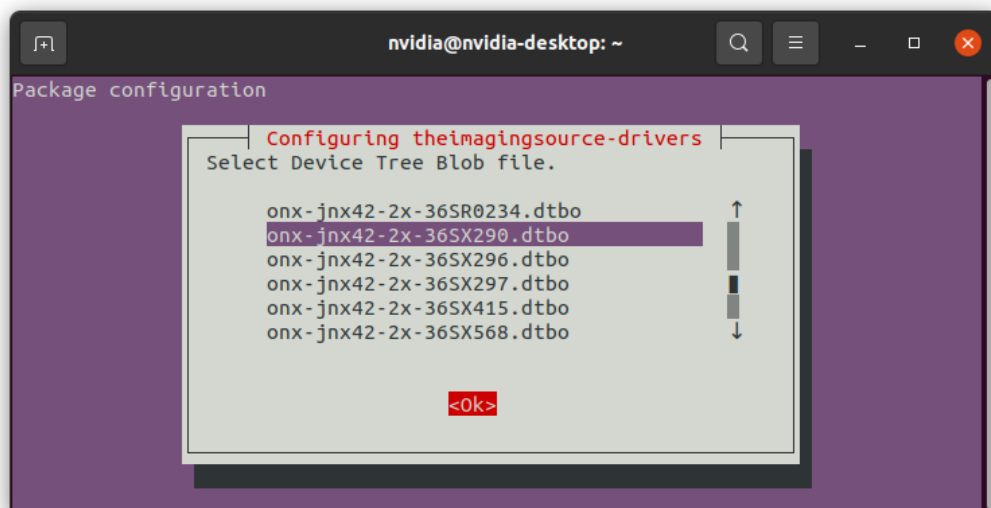 nvidia@nvidia-desktop: ~
Package configuration
Configuring theimagingsource-drivers
Select Device Tree Blob file.
onx-jnx42-2x-36SR0234.dtbo
onx-jnx42-2x-36SX290.dtbo
onx-jnx42-2x-36SX296.dtbo
onx-jnx42-2x-36SX297.dtbo
onx-jnx42-2x-36SX415.dtbo
onx-jnx42-2x-36SX568.dtbo
<Ok>